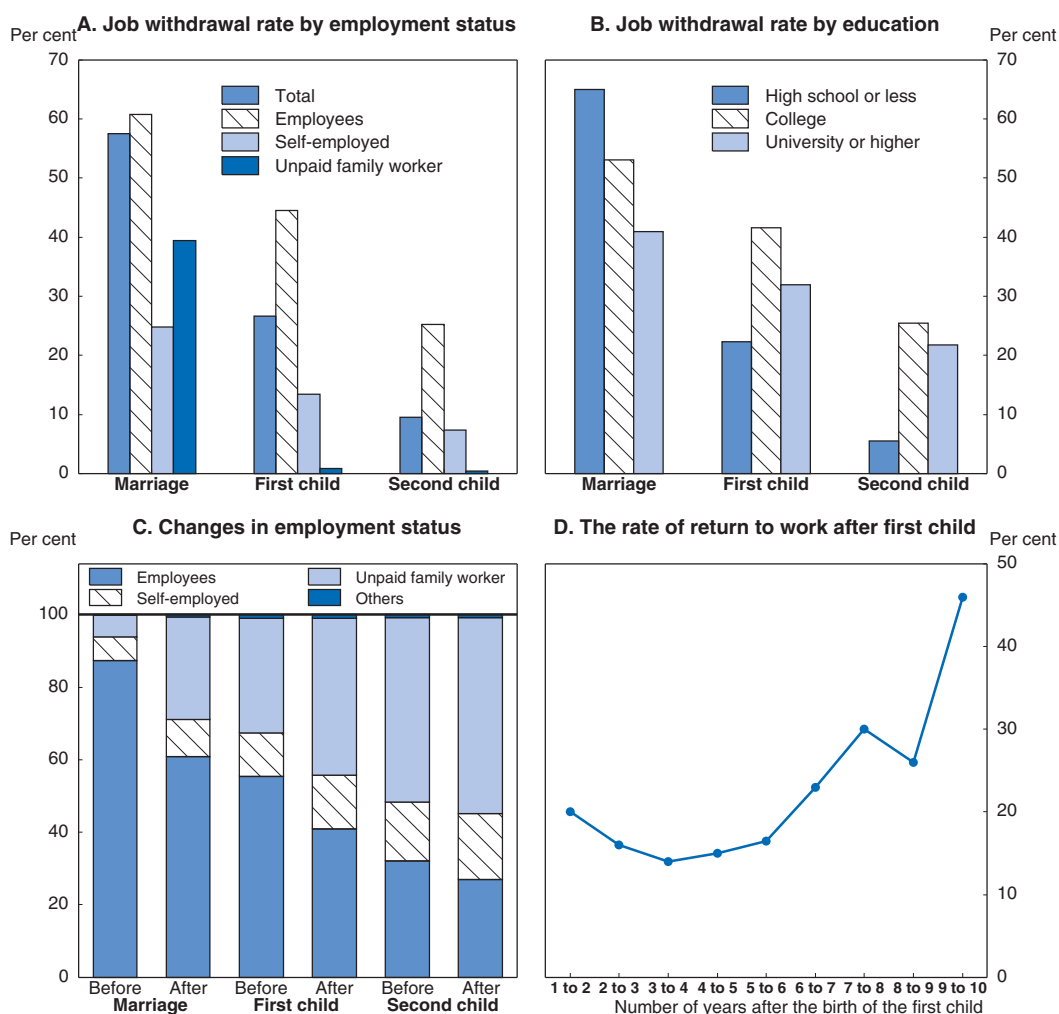 A. Job withdrawal rate by employment status
Per cent
70
60
50
40
30
20
10
0
Total
Employees
Self-employed
Unpaid family worker
Marriage First child Second child
B. Job withdrawal rate by education
Per cent
70
60
50
40
30
20
10
0
High school or less
College
University or higher
Marriage First child Second child
C. Changes in employment status
Per cent
Employees Unpaid family worker
Self-employed Others
100
80
60
40
20
0
Before After Before After Before After
Marriage First child Second child
D. The rate of return to work after first child
Per cent
50
40
30
20
10
0
1 to 2 2 to 3 3 to 4 4 to 5 5 to 6 6 to 7 7 to 8 8 to 9 9 to 10
Number of years after the birth of the first child